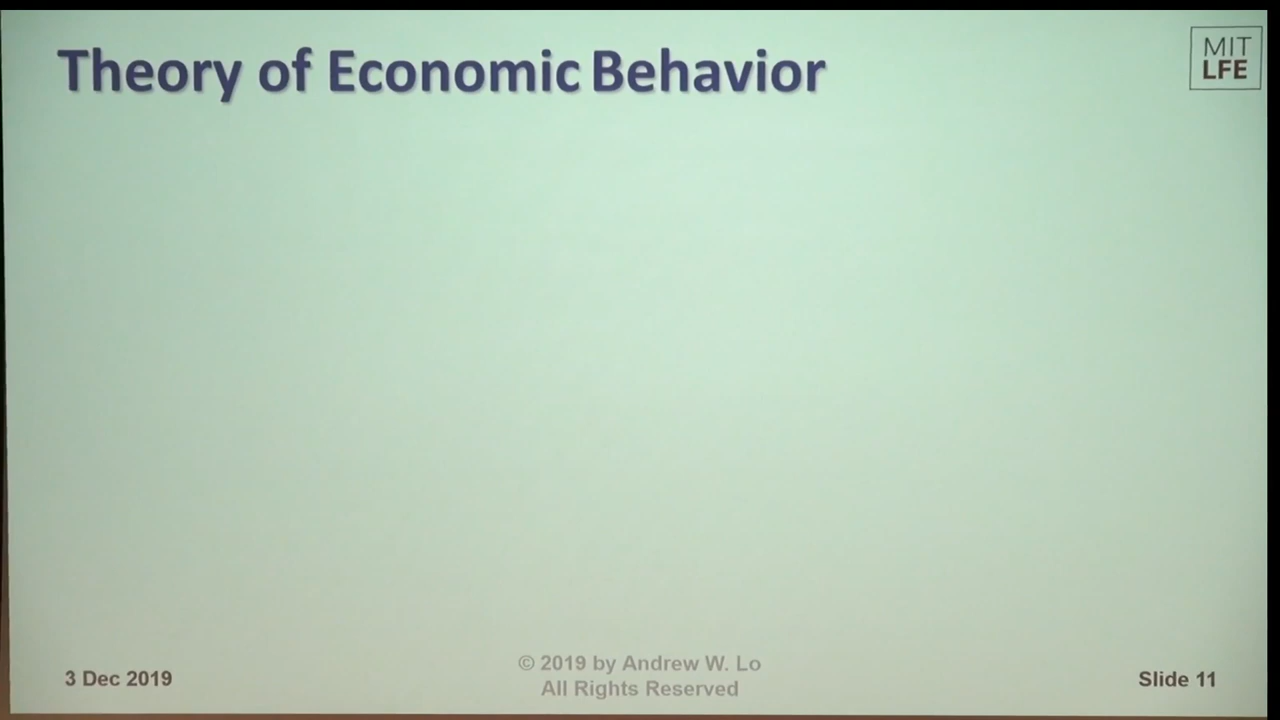 Theory of Economic Behavior
MIT
LFE
3 Dec 2019
© 2019 by Andrew W. Lo
All Rights Reserved
Slide 11